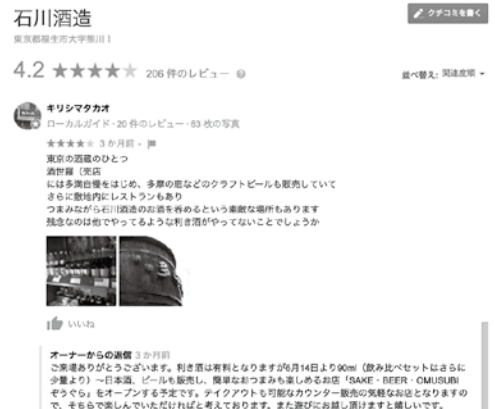 石川酒造
クチコミを書く
東京都福生市大字熊川1
4.2 206 件のレビュー
並べ替え: 関連度順
キリシマタカオ
ローカルガイド・20 件のレビュー・83 枚の写真
3 か月前 -
東京の酒蔵のひとつ
酒世羅（売店
には多満自慢をはじめ、多摩の恵などのクラフトビールも販売していて
さらに敷地内にレストランもあり
つまみながら石川酒造のお酒を呑めるという素敵な場所もあります
残念なのは他でやってるような利き酒がやってないことでしょうか
いいね
オーナーからの返信 3 か月前
ご来場ありがとうございます。利き酒は有料となりますが6月14日より90ml（飲み比べセットはさらに
少量より）〜日本酒、ビールも販売し、簡単なおつまみも楽しめるお店「SAKE・BEER・OMUSUBI
ぞうぐら」をオープンする予定です。テイクアウトも可能なカウンター販売の気軽なお店となりますの
で、そちらで楽しんでいただければと考えております。また遊びにお越し頂けますと嬉しいです。